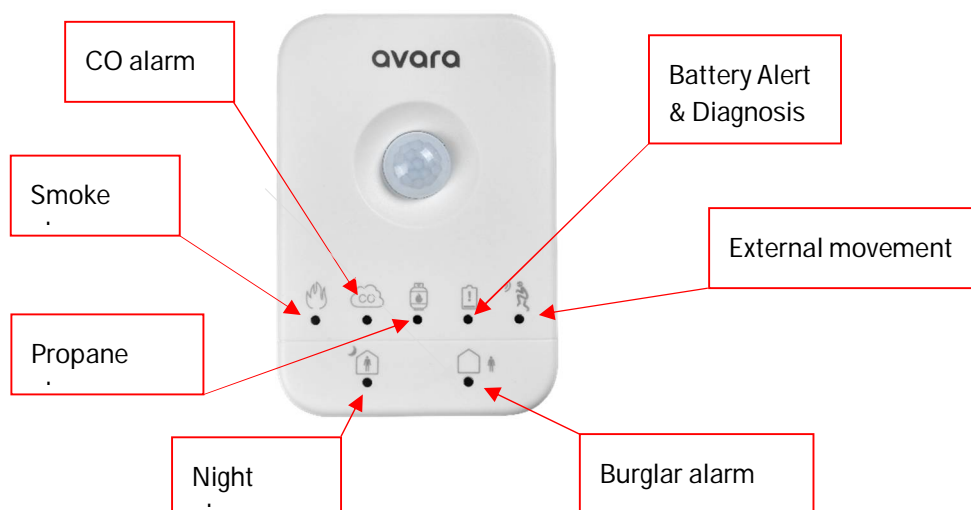 avara
CO alarm
Battery Alert
& Diagnosis
Smoke
External movement
CO
Propane
Night
Burglar alarm